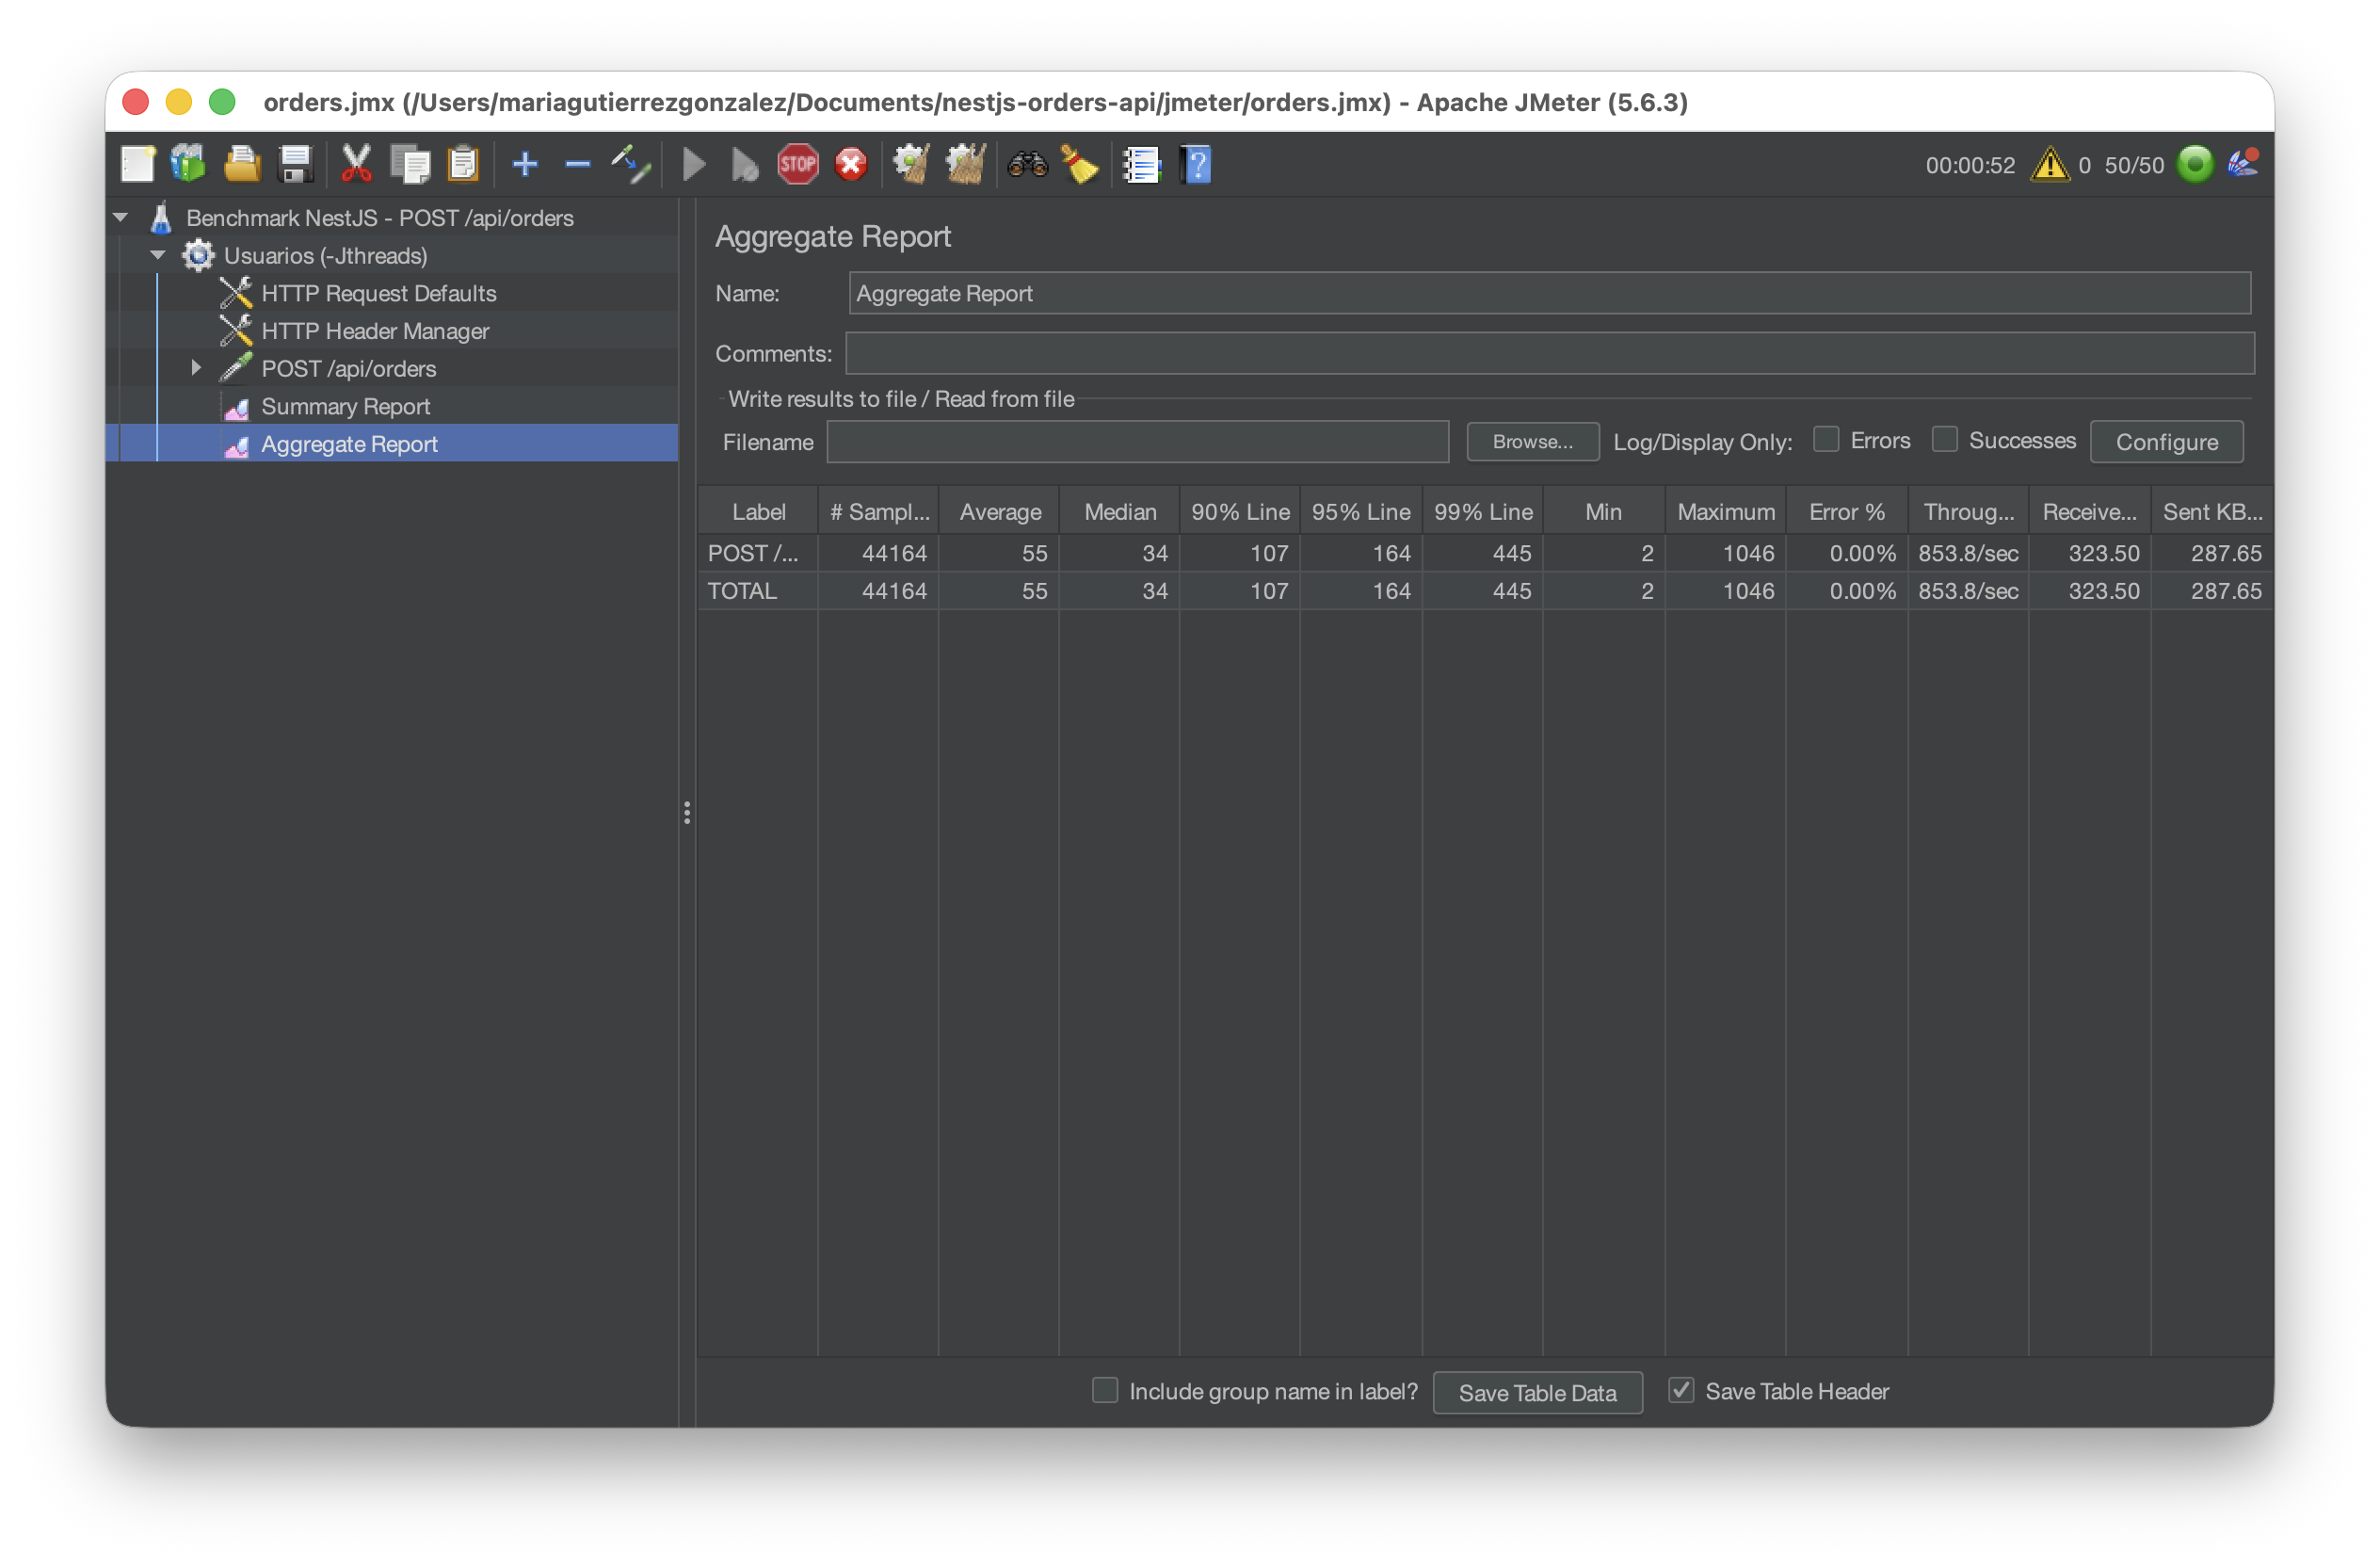 orders.jmx (/Users/mariagutierrezgonzalez/Documents/nestjs-orders-api/jmeter/orders.jmx) - Apache JMeter (5.6.3)
STOP
?
00:00:52 0 50/50
Benchmark NestJS - POST /api/orders
Usuarios (-Jthreads)
HTTP Request Defaults
HTTP Header Manager
POST /api/orders
Summary Report
Aggregate Report
Aggregate Report
Name: Aggregate Report
Comments:
Write results to file / Read from file
Filename Browse... Log/Display Only: Errors Successes Configure
Label # Sampl... Average Median 90% Line 95% Line 99% Line Min Maximum Error % Throug... Receive... Sent KB...
POST /... 44164 55 34 107 164 445 2 1046 0.00% 853.8/sec 323.50 287.65
TOTAL 44164 55 34 107 164 445 2 1046 0.00% 853.8/sec 323.50 287.65
Include group name in label? Save Table Data Save Table Header